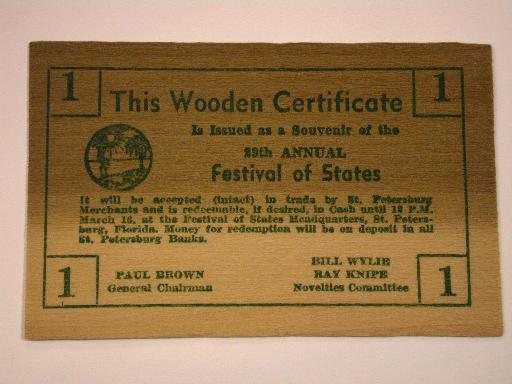 1 1
This Wooden Certificate
Is Issued as a Souvenir of the
29th ANNUAL
Festival of States
It will be accepted (intact) in trade by St. Petersburg
Merchants and is redeemable, if desired, in Cash until 12 P.M.
March 16, at the Festival of States Headquarters, St. Peters-
burg, Florida. Money for redemption will be on deposit in all
St. Petersburg Banks.
1 PAUL BROWN
General Chairman
BILL WYLIE
RAY KNIPE
Novelties Committee
1